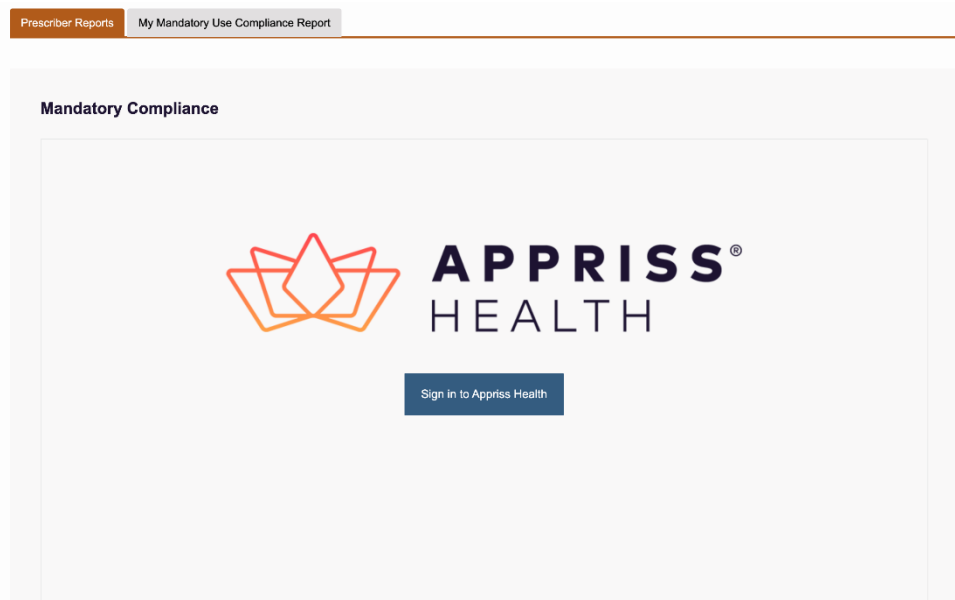 Prescriber Reports
My Mandatory Use Compliance Report
Mandatory Compliance
APPRISS®
HEALTH
Sign in to Appriss Health